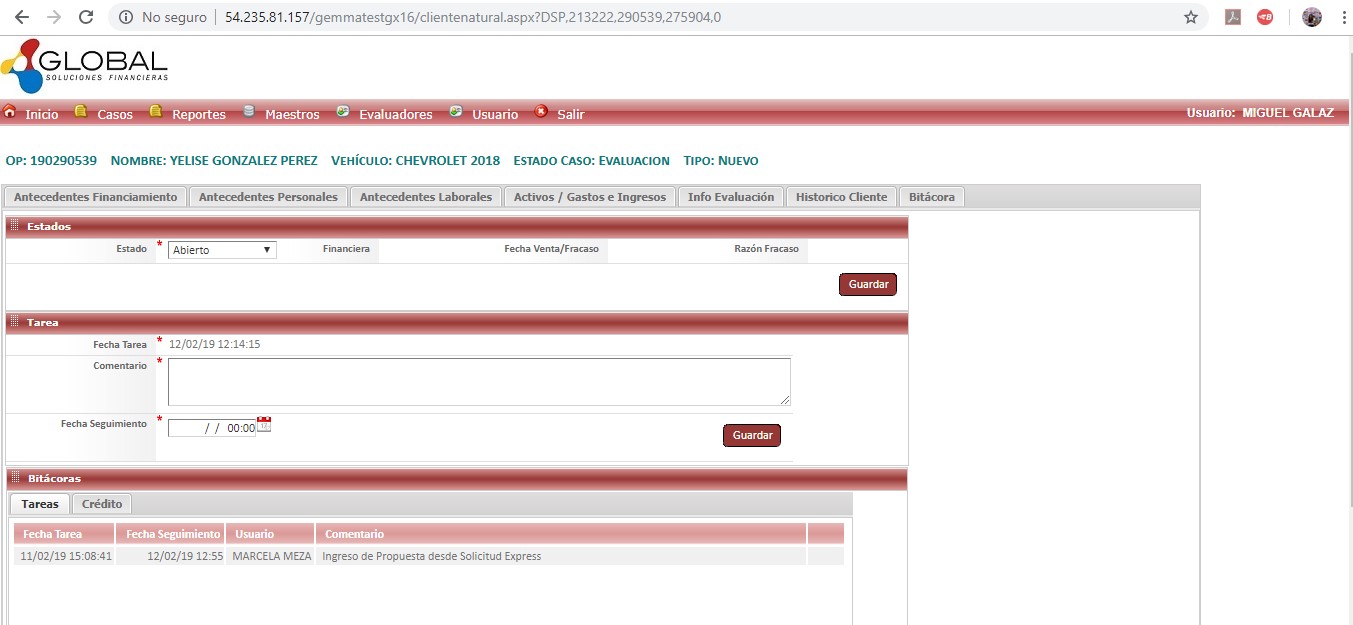 No seguro | 54.235.81.157/gemmatestgx16/clientenatural.aspx?DSP,213222,290539,275904,0
GLOBAL
SOLUCIONES FINANCIERAS
Inicio Casos Reportes Maestros Evaluadores Usuario Salir Usuario: MIGUEL GALAZ
OP: 190290539 NOMBRE: YELISE GONZALEZ PEREZ VEHÍCULO: CHEVROLET 2018 ESTADO CASO: EVALUACION TIPO: NUEVO
Antecedentes Financiamiento Antecedentes Personales Antecedentes Laborales Activos / Gastos e Ingresos Info Evaluación Historico Cliente Bitácora
Estados
Estado * Abierto Financiera Fecha Venta/Fracaso Razón Fracaso
Guardar
Tarea
Fecha Tarea * 12/02/19 12:14:15
Comentario *
Fecha Seguimiento * / / 00:00
Guardar
Bitácoras
Tareas Crédito
Fecha Tarea Fecha Seguimiento Usuario Comentario
11/02/19 15:08:41 12/02/19 12:55 MARCELA MEZA Ingreso de Propuesta desde Solicitud Express